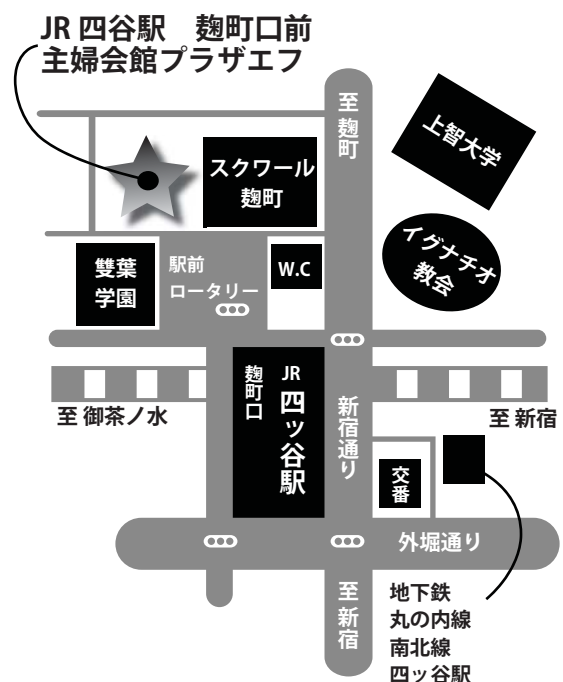 JR 四谷駅　麹町口前
主婦会館プラザエフ
至麹町
上智大学
スクワール
麹町
イグナチオ
教会
雙葉
学園
駅前
ロータリー
W.C
麹町口
JR 四ッ谷駅
新宿通り
至 御茶ノ水
至 新宿
交番
外堀通り
至新宿
地下鉄
丸の内線
南北線
四ッ谷駅